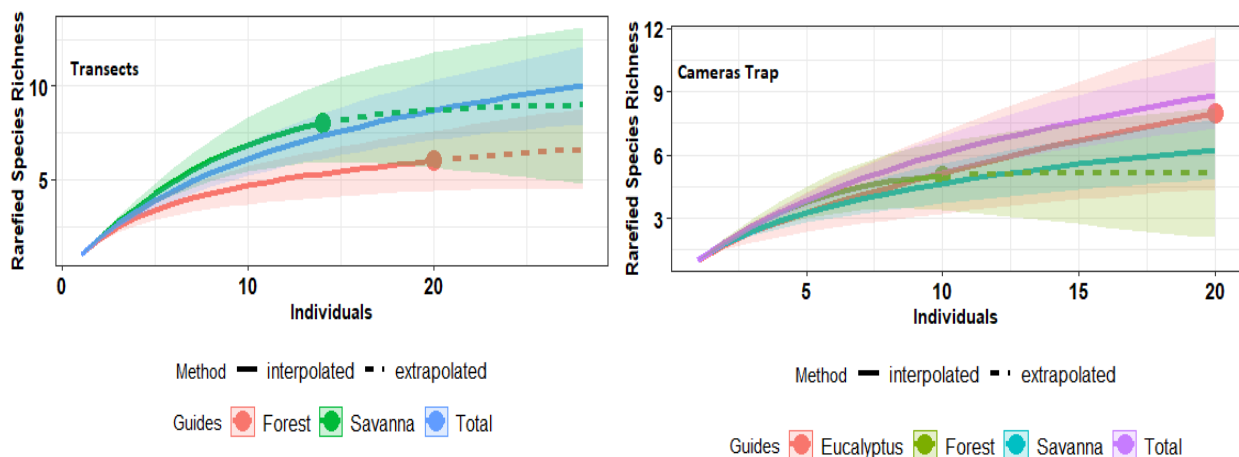 Rarefied Species Richness
10
5
Transects
0
10
20
Individuals
Method interpolated extrapolated
Guides Forest Savanna Total
Rarefied Species Richness
12
9
6
3
Cameras Trap
5
10
15
20
Individuals
Method interpolated extrapolated
Guides Eucalyptus Forest Savanna Total